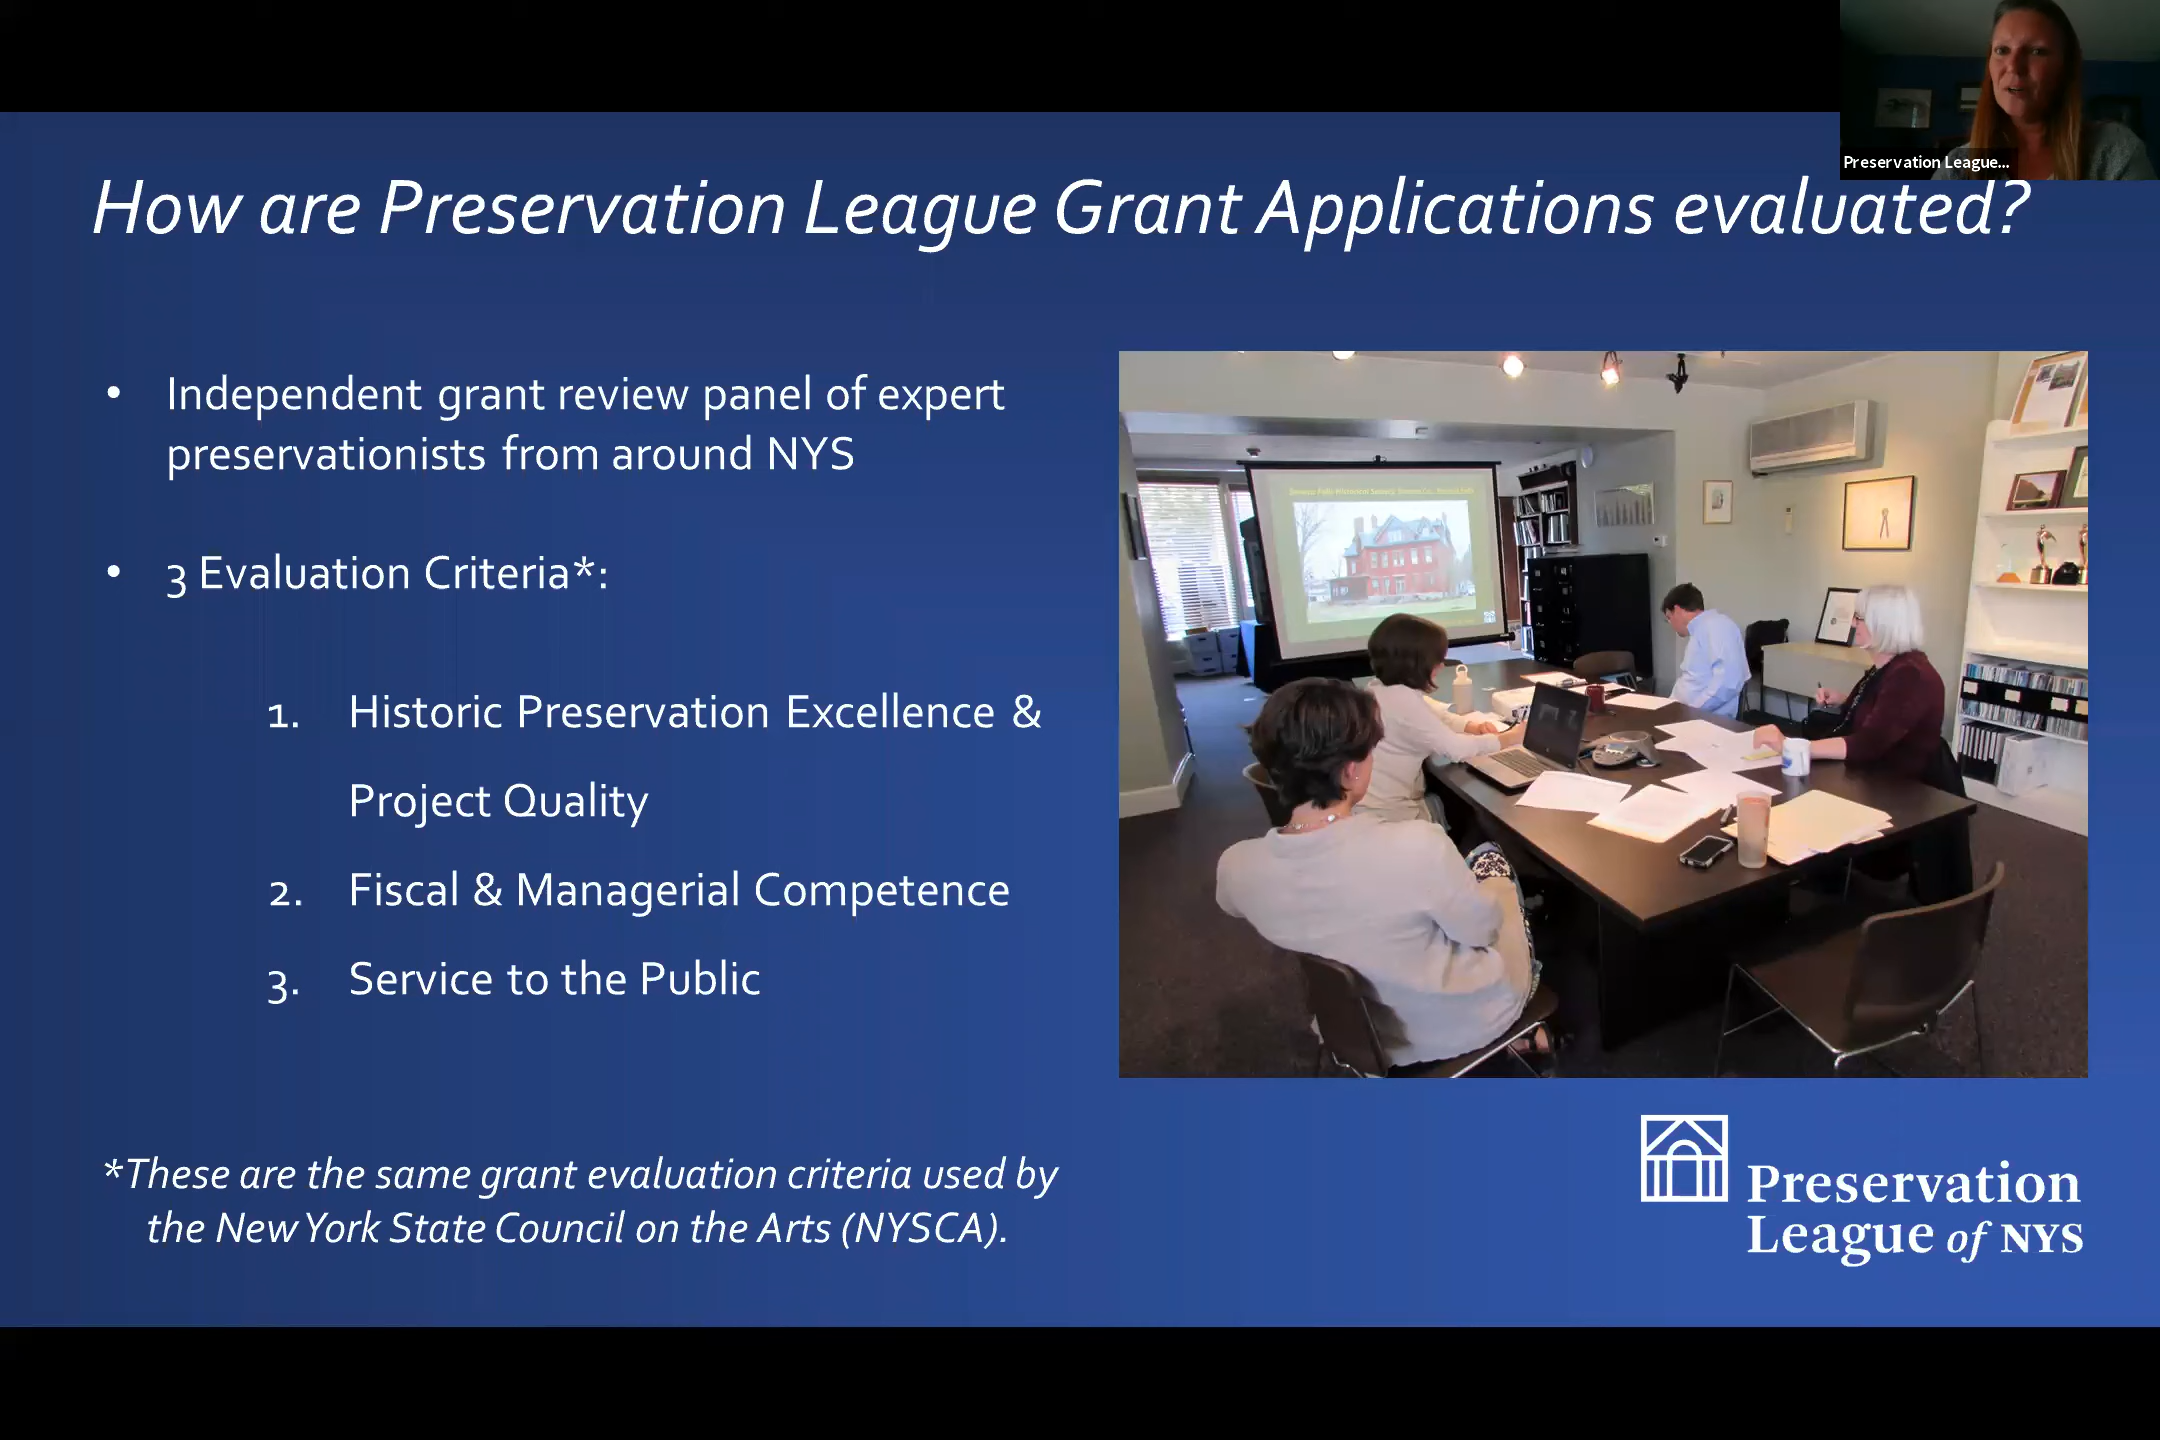 Preservation League...
How are Preservation League Grant Applications evaluated?
• Independent grant review panel of expert
preservationists from around NYS
• 3 Evaluation Criteria*:
1. Historic Preservation Excellence &
Project Quality
2. Fiscal & Managerial Competence
3. Service to the Public
*These are the same grant evaluation criteria used by
the New York State Council on the Arts (NYSCA).
Preservation
League of NYS